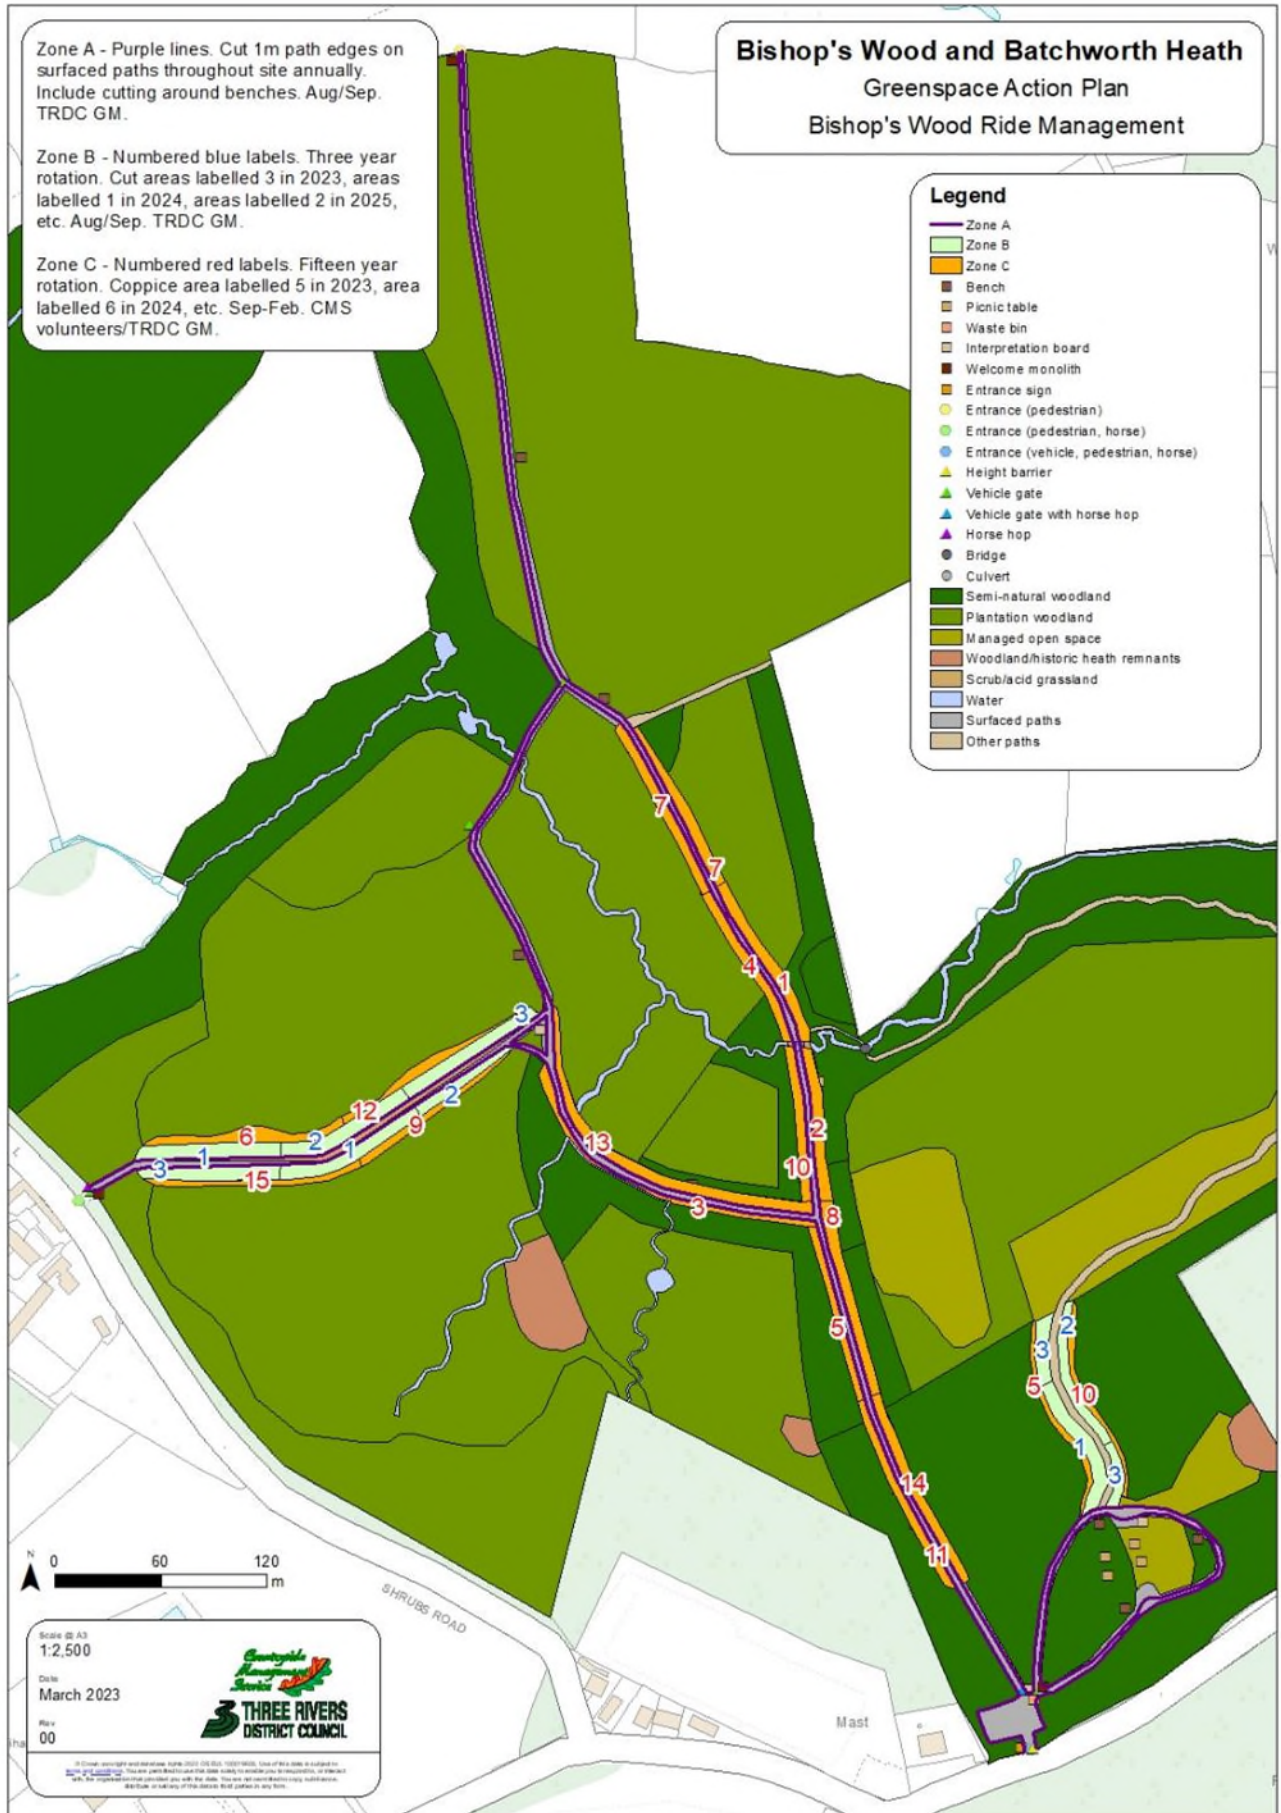 Zone A - Purple lines. Cut 1m path edges on
surfaced paths throughout site annually.
Include cutting around benches. Aug/Sep.
TRDC GM.
Zone B - Numbered blue labels. Three year
rotation. Cut areas labelled 3 in 2023, areas
labelled 1 in 2024, areas labelled 2 in 2025,
etc. Aug/Sep. TRDC GM.
Zone C - Numbered red labels. Fifteen year
rotation. Coppice area labelled 5 in 2023, area
labelled 6 in 2024, etc. Sep-Feb. CMS
volunteers/TRDC GM.
Bishop's Wood and Batchworth Heath
Greenspace Action Plan
Bishop's Wood Ride Management
Legend
Zone A
Zone B
Zone C
Bench
Picnic table
Waste bin
Interpretation board
Welcome monolith
Entrance sign
Entrance (pedestrian)
Entrance (pedestrian, horse)
Entrance (vehicle, pedestrian, horse)
Height barrier
Vehicle gate
Vehicle gate with horse hop
Horse hop
Bridge
Culvert
Semi-natural woodland
Plantation woodland
Managed open space
Woodland/historic heath remnants
Scrub/acid grassland
Water
Surfaced paths
Other paths
7
7
4
1
3
2
12
9
6
2
1
1
3
15
13
2
10
3
8
5
2
3
5
10
1
3
14
11
N
0 60 120
m
SHRUBS ROAD
Mast
Scale @ A3
1:2,500
Date
March 2023
Rev
00
Countryside
Management
Service
THREE RIVERS
DISTRICT COUNCIL